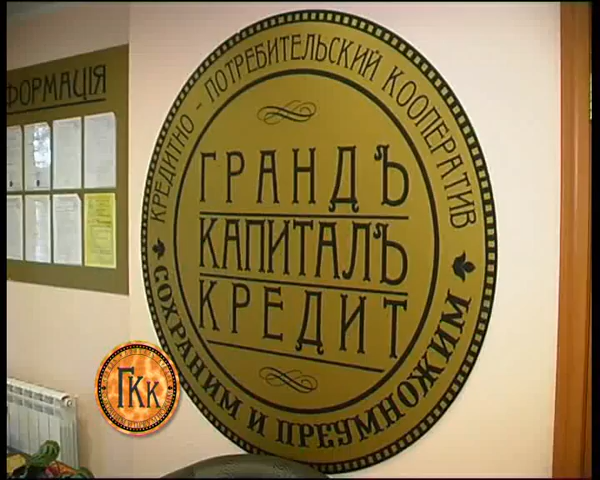 ФОРМАЦІЯ
КРЕДИТНО - ПОТРЕБИТЕЛЬСКИЙ КООПЕРАТИВ
ГРАНДЪ
КАПИТАЛЪ
КРЕДИТ
СОХРАНИМ И ПРЕУМНОЖИМ
ГКК